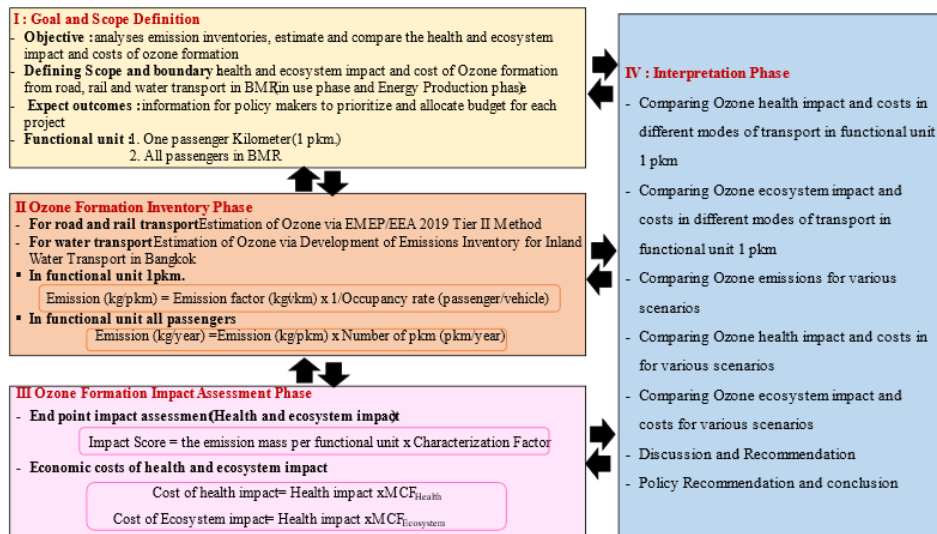 I : Goal and Scope Definition
- Objective : analyses emission inventories, estimate and compare the health and ecosystem
impact and costs of ozone formation
- Defining Scope and boundary health and ecosystem impact and cost of Ozone formation
from road, rail and water transport in BMR(in use phase and Energy Production phase).
- Expect outcomes : information for policy makers to prioritize and allocate budget for each
project
- Functional unit : 1. One passenger Kilometer(1 pkm.)
2. All passengers in BMR
II Ozone Formation Inventory Phase
- For road and rail transport Estimation of Ozone via EMEP/EEA 2019 Tier II Method
- For water transport Estimation of Ozone via Development of Emissions Inventory for Inland
Water Transport in Bangkok
▪ In functional unit 1pkm.
Emission (kg/pkm) = Emission factor (kg/vkm) x 1/Occupancy rate (passenger/vehicle)
▪ In functional unit all passengers
Emission (kg/year) =Emission (kg/pkm) x Number of pkm (pkm/year)
III Ozone Formation Impact Assessment Phase
- End point impact assessment(Health and ecosystem impact)
Impact Score = the emission mass per functional unit x Characterization Factor
- Economic costs of health and ecosystem impact
Cost of health impact= Health impact xMCF Health
Cost of Ecosystem impact= Health impact xMCF Ecosystem
IV : Interpretation Phase
- Comparing Ozone health impact and costs in
different modes of transport in functional unit
1 pkm
- Comparing Ozone ecosystem impact and
costs in different modes of transport in
functional unit 1 pkm
- Comparing Ozone emissions for various
scenarios
- Comparing Ozone health impact and costs in
for various scenarios
- Comparing Ozone ecosystem impact and
costs for various scenarios
- Discussion and Recommendation
- Policy Recommendation and conclusion